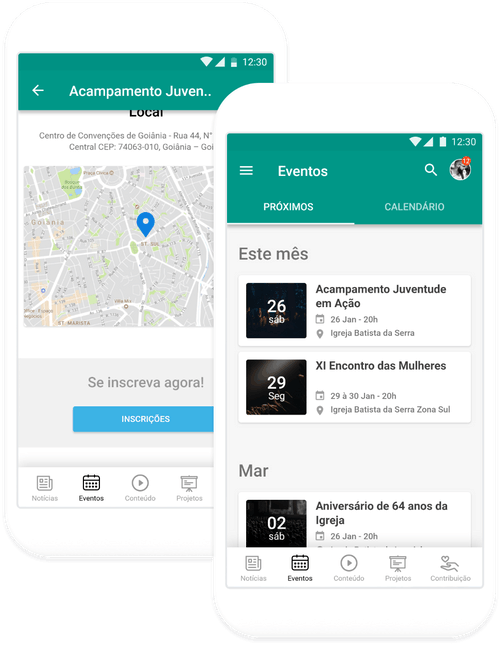 12:30
Acampamento Juven..
Local
Centro de Convenções de Goiânia - Rua 44, N°
Central CEP: 74063-010, Goiânia – Goi
Goiânia
ST. SUL
Vila Mo
ST. MARISTA
Se inscreva agora!
INSCRIÇÕES
Notícias
Eventos
Conteúdo
Projetos
12:30
Eventos
12
PRÓXIMOS
CALENDÁRIO
Este mês
26
sáb
Acampamento Juventude
em Ação
26 Jan - 20h
Igreja Batista da Serra
29
Seg
XI Encontro das Mulheres
29 à 30 Jan - 20h
Igreja Batista da Serra Zona Sul
Mar
02
sáb
Aniversário de 64 anos da
Igreja
26 Jan - 20h
Notícias
Eventos
Conteúdo
Projetos
Contribuição